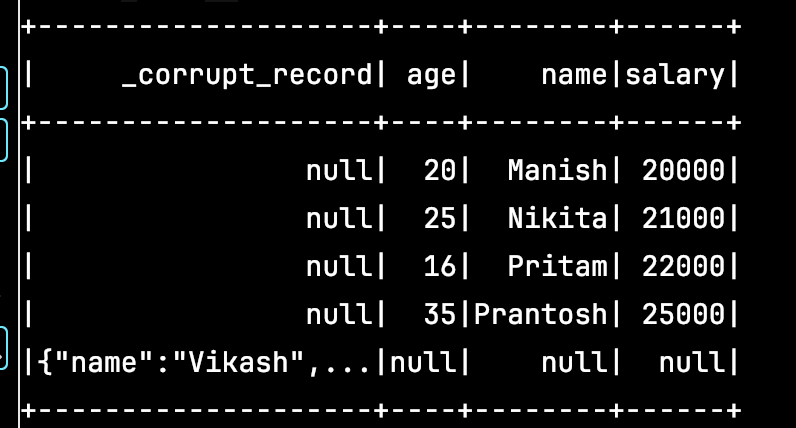 +-------------------+----+--------+------+
|    _corrupt_record| age|    name|salary|
+-------------------+----+--------+------+
|               null|  20|  Manish| 20000|
|               null|  25|  Nikita| 21000|
|               null|  16|  Pritam| 22000|
|               null|  35|Prantosh| 25000|
|{"name":"Vikash",...|null|    null|  null|
+-------------------+----+--------+------+